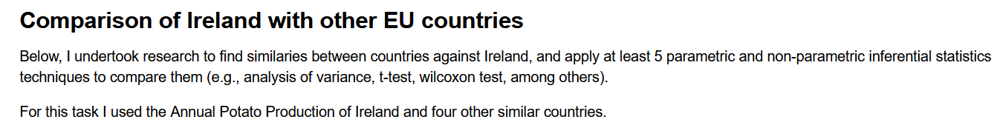 Comparison of Ireland with other EU countries
Below, I undertook research to find similaries between countries against Ireland, and apply at least 5 parametric and non-parametric inferential statistics
techniques to compare them (e.g., analysis of variance, t-test, wilcoxon test, among others).
For this task I used the Annual Potato Production of Ireland and four other similar countries.